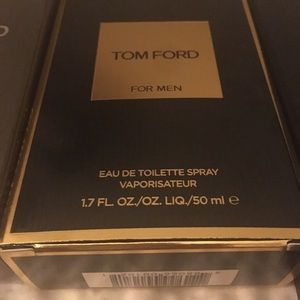 TOM FORD
FOR MEN
EAU DE TOILETTE SPRAY
VAPORISATEUR
1.7 FL. OZ./OZ. LIQ./50 ml ℮